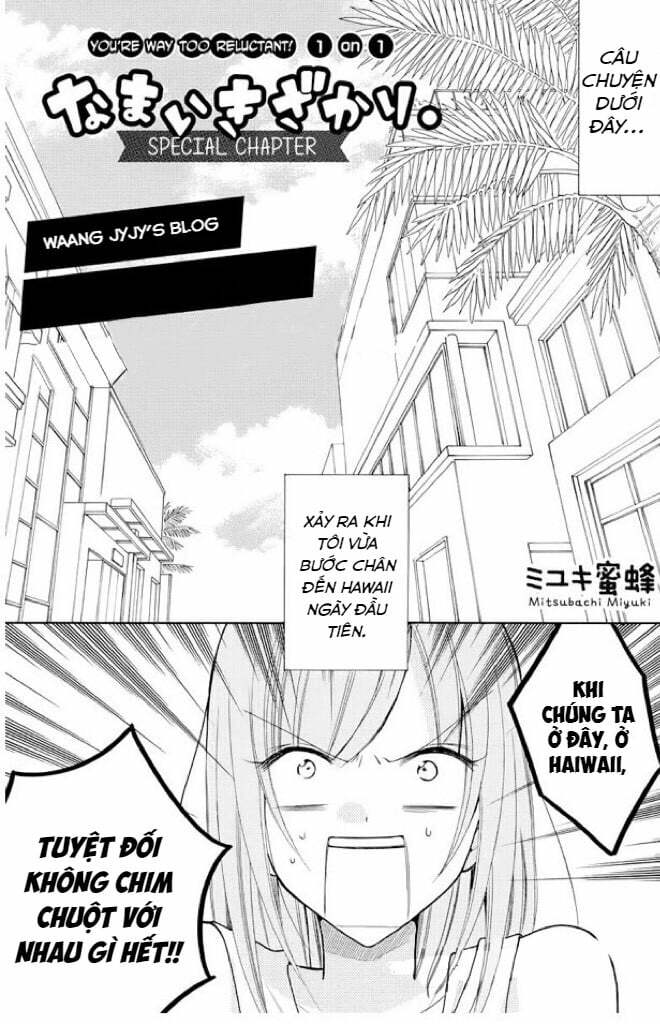 YOU'RE WAY TOO RELUCTANT! 1 on 1
なまいきざかり。
SPECIAL CHAPTER
WAANG JYJY'S BLOG
CÂU
CHUYỆN
DƯỚI
ĐÂY...
XẢY RA KHI
TÔI VỪA
BƯỚC CHÂN
ĐẾN HAWAII
NGÀY ĐẦU
TIÊN.
ミユキ蜜蜂
Mitsubachi Miyuki
KHI
CHÚNG TA
Ở ĐÂY, Ở
HAIWAII,
TUYỆT ĐỐI
KHÔNG CHIM
CHUỘT VỚI
NHAU GÌ HẾT!!